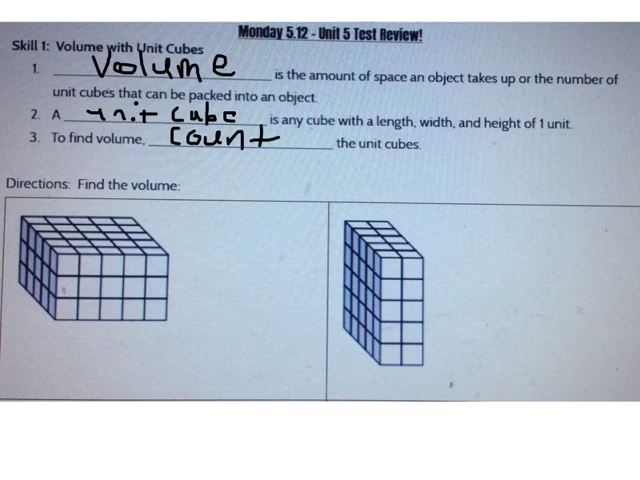 Monday 5.12 - Unit 5 Test Review!
Skill 1: Volume with Unit Cubes
1. Volume is the amount of space an object takes up or the number of
unit cubes that can be packed into an object.
2. A unit cube is any cube with a length, width, and height of 1 unit.
3. To find volume, count the unit cubes.
Directions: Find the volume: